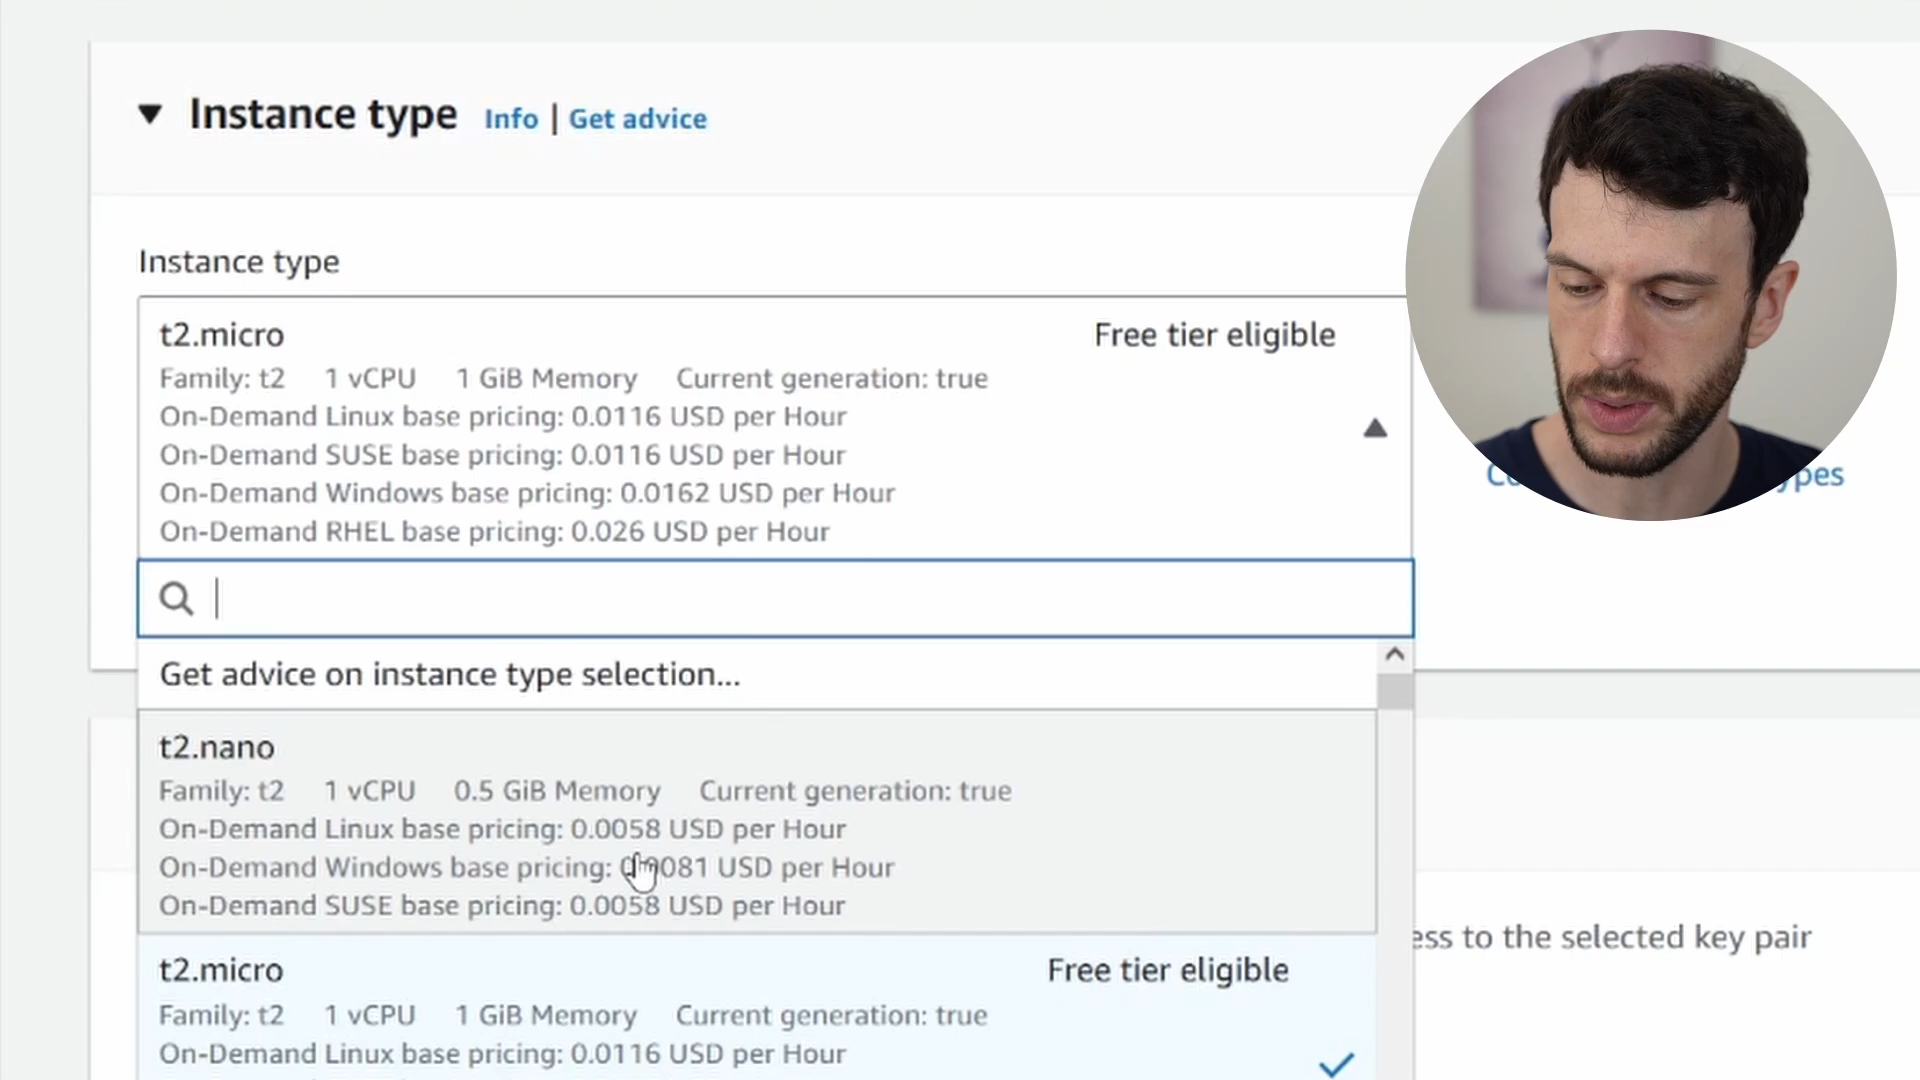 Instance type Info | Get advice
Instance type
t2.micro Free tier eligible
Family: t2 1 vCPU 1 GiB Memory Current generation: true
On-Demand Linux base pricing: 0.0116 USD per Hour
On-Demand SUSE base pricing: 0.0116 USD per Hour
On-Demand Windows base pricing: 0.0162 USD per Hour
On-Demand RHEL base pricing: 0.026 USD per Hour
Get advice on instance type selection...
t2.nano
Family: t2 1 vCPU 0.5 GiB Memory Current generation: true
On-Demand Linux base pricing: 0.0058 USD per Hour
On-Demand Windows base pricing: 0.0081 USD per Hour
On-Demand SUSE base pricing: 0.0058 USD per Hour
ess to the selected key pair
t2.micro Free tier eligible
Family: t2 1 vCPU 1 GiB Memory Current generation: true
On-Demand Linux base pricing: 0.0116 USD per Hour